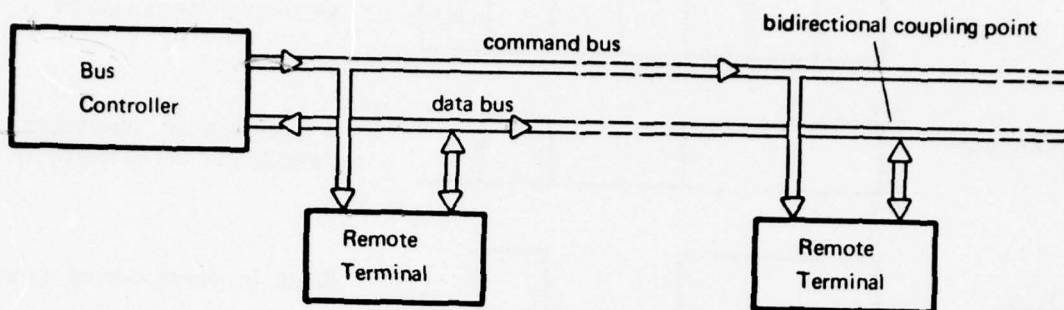 bidirectional coupling point
command bus
Bus
Controller
data bus
Remote
Terminal
Remote
Terminal